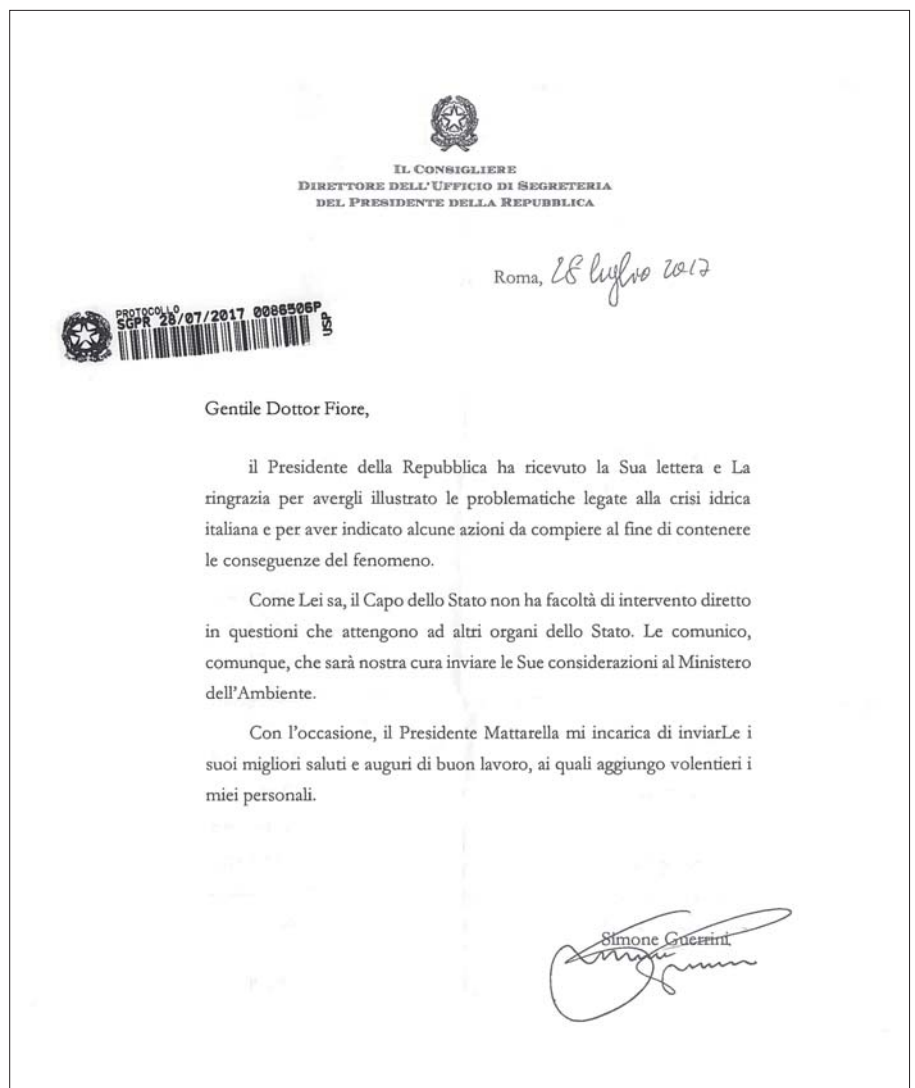 IL CONSIGLIERE
DIRETTORE DELL'UFFICIO DI SEGRETERIA
DEL PRESIDENTE DELLA REPUBBLICA
Roma, 28 luglio 2017
PROTOCOLLO
SGPR 28/07/2017 0086506P
USP
Gentile Dottor Fiore,
il Presidente della Repubblica ha ricevuto la Sua lettera e La
ringrazia per avergli illustrato le problematiche legate alla crisi idrica
italiana e per aver indicato alcune azioni da compiere al fine di contenere
le conseguenze del fenomeno.
Come Lei sa, il Capo dello Stato non ha facoltà di intervento diretto
in questioni che attengono ad altri organi dello Stato. Le comunico,
comunque, che sarà nostra cura inviare le Sue considerazioni al Ministero
dell'Ambiente.
Con l'occasione, il Presidente Mattarella mi incarica di inviarLe i
suoi migliori saluti e auguri di buon lavoro, ai quali aggiungo volentieri i
miei personali.
Simone Guerrini